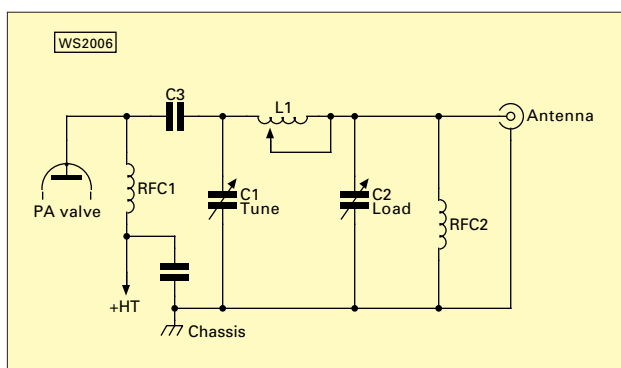 WS2006
C3
L1
Antenna
RFC1
C1
Tune
C2
Load
PA valve
RFC2
+HT
Chassis